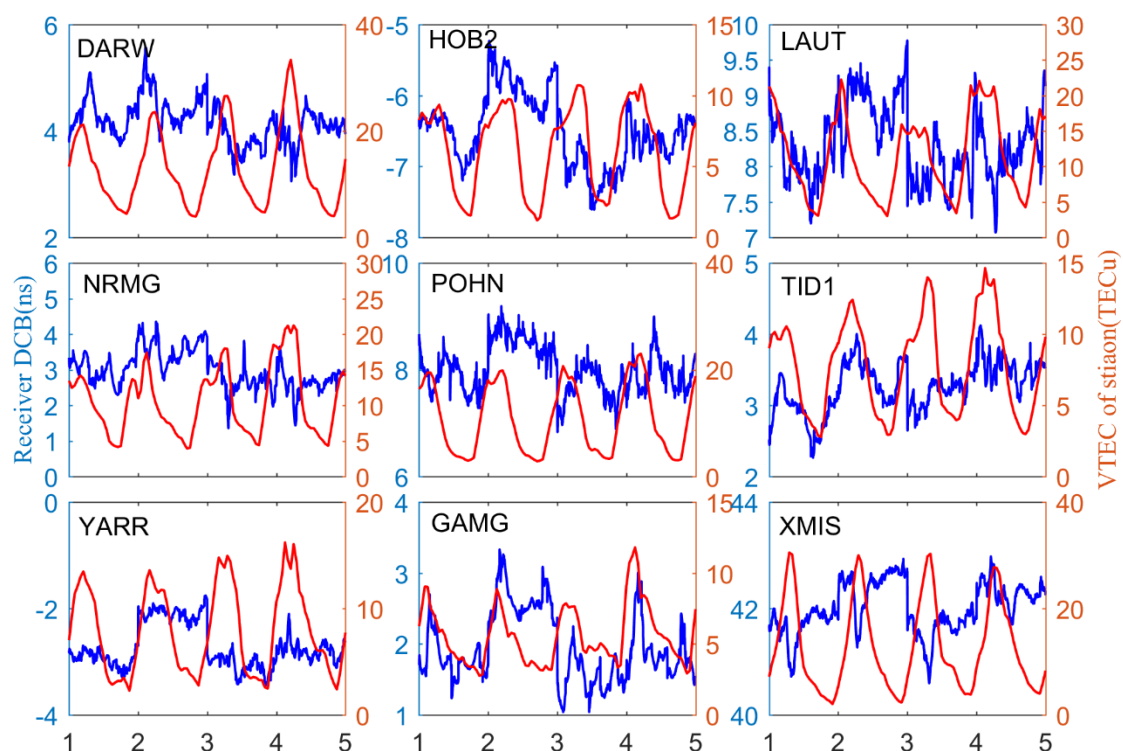 6 40 -5 15 10 30
DARW HOB2 LAUT
9.5 25
-6 10 9 20
4 20 8.5 15
-7 5 8 10
7.5 5
2 0 -8 0 7 0
6 30 10 40 5 15
NRMG POHN TID1
5 25
4 20 4 10
3 15 8 20
2 10 3 5
1 5
0 0 6 0 2 0
Receiver DCB(ns)
VTEC of stiaon(TECu)
-0 20 4 15 44 40
YARR GAMG XMIS
3 10
-2 10 42 20
2 5
-4 0 1 0 40 0
1 2 3 4 5 1 2 3 4 5 1 2 3 4 5